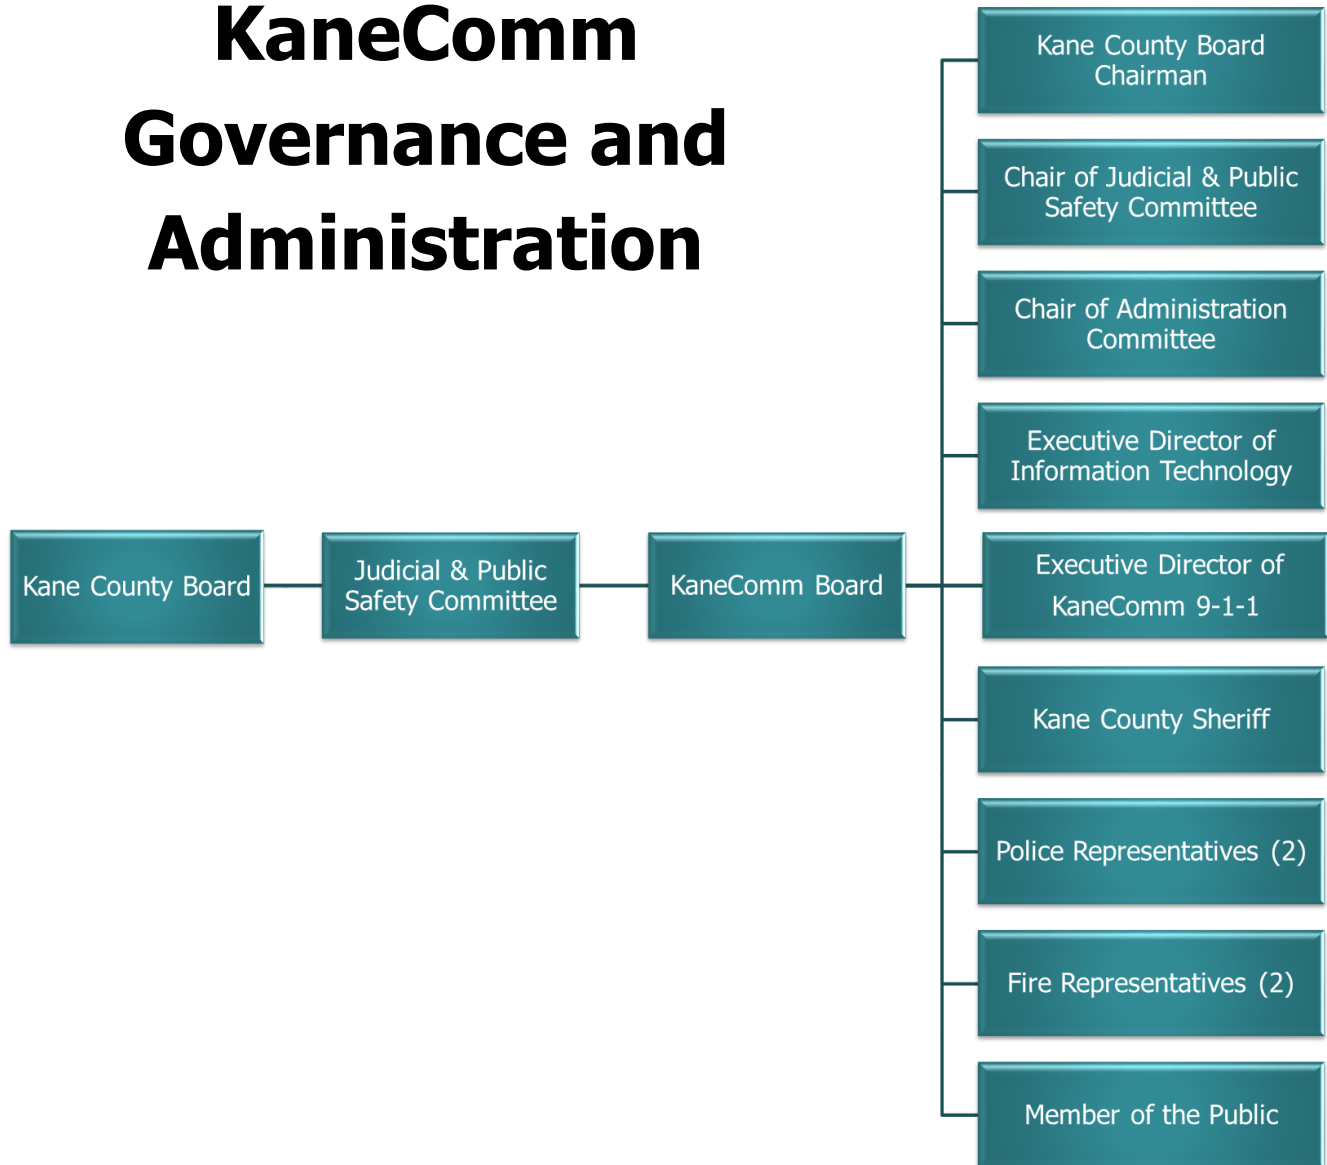 KaneComm
Governance and
Administration
Kane County Board
Judicial & Public
Safety Committee
KaneComm Board
Kane County Board
Chairman
Chair of Judicial & Public
Safety Committee
Chair of Administration
Committee
Executive Director of
Information Technology
Executive Director of
KaneComm 9-1-1
Kane County Sheriff
Police Representatives (2)
Fire Representatives (2)
Member of the Public